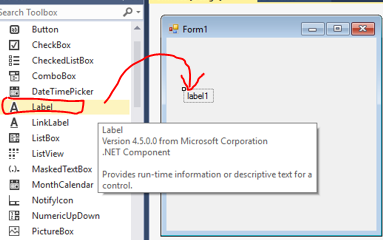 Search Toolbox
Button
CheckBox
CheckedListBox
ComboBox
DateTimePicker
Label
LinkLabel
ListBox
ListView
MaskedTextBox
MonthCalendar
NotifyIcon
NumericUpDown
PictureBox
Label
Version 4.5.0.0 from Microsoft Corporation
.NET Component
Provides run-time information or descriptive text for a
control.
Form1
label1